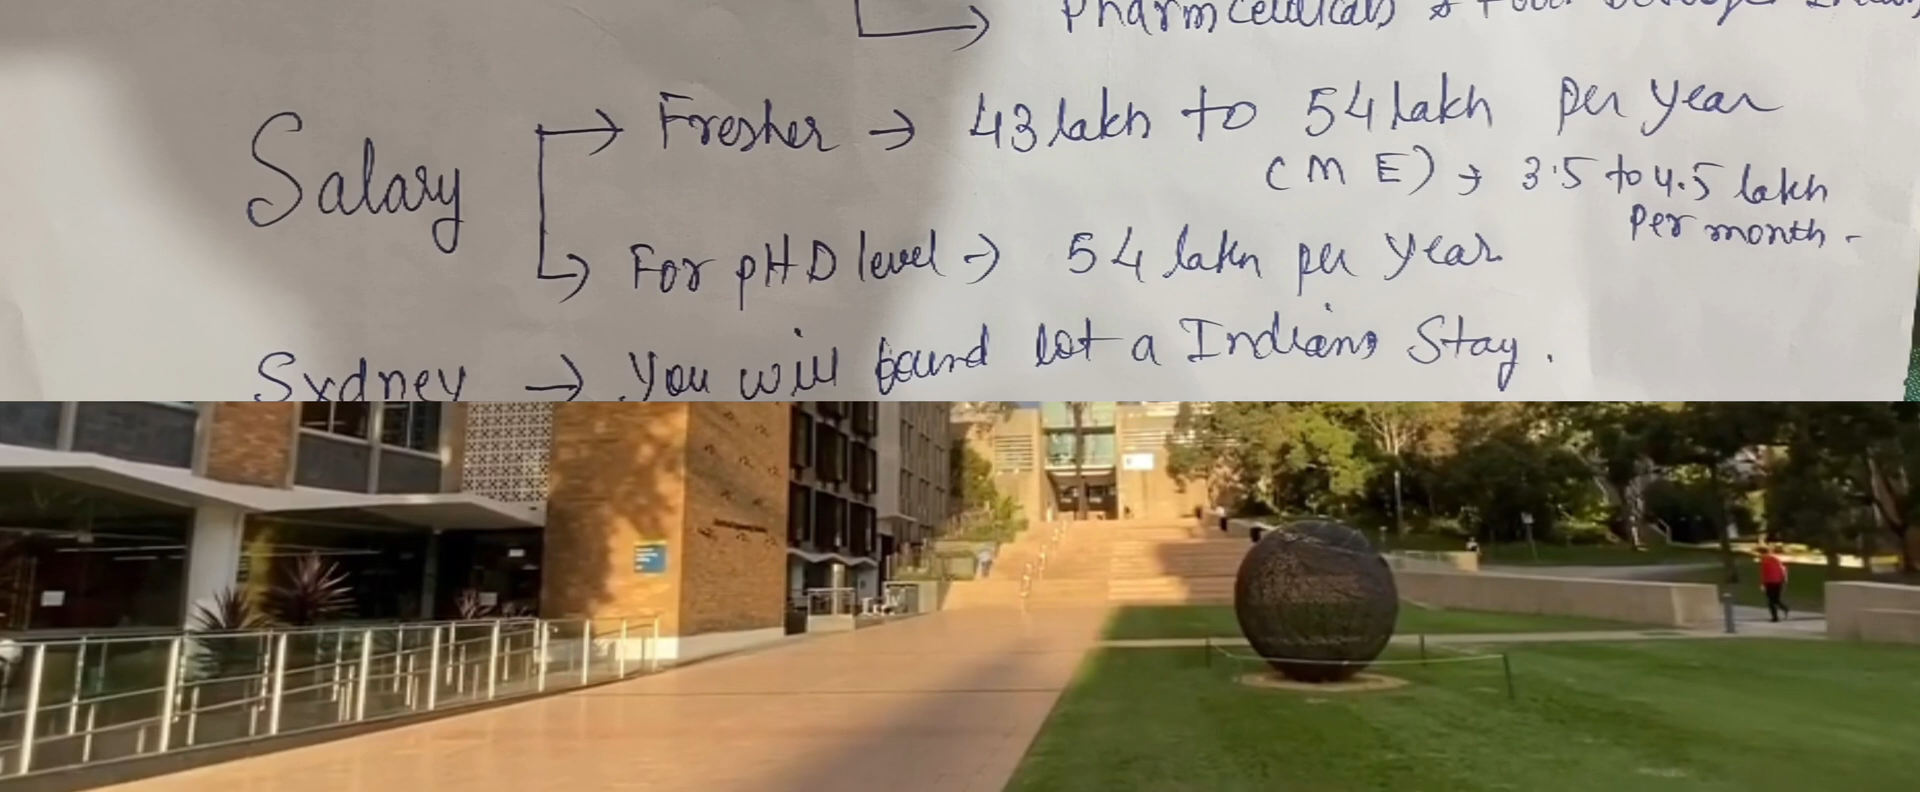 Pharmceuticals & Food
Salary → Fresher → 43 lakh to 54 lakh per year
(M E) → 3.5 to 4.5 lakh
per month -
→ For pHD level → 54 lakh per year
Sydney → You will found lot a Indians Stay.